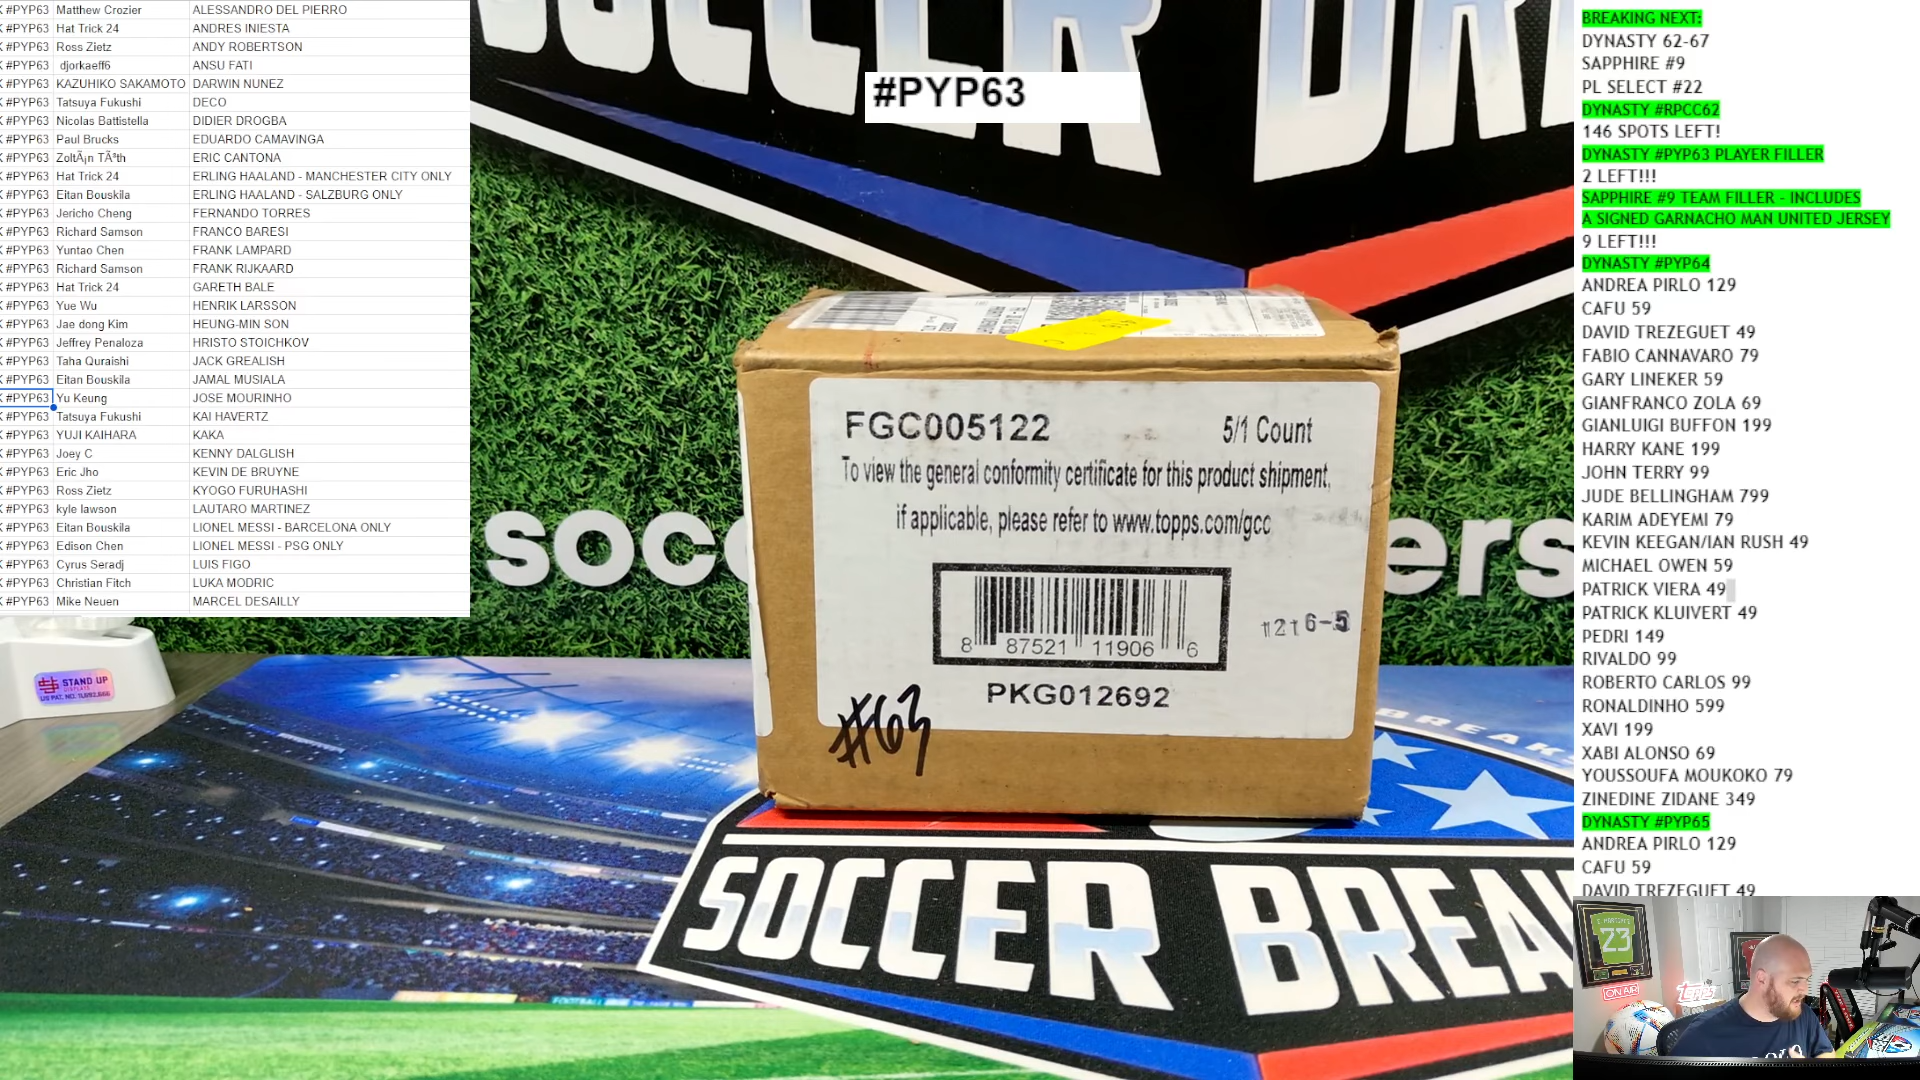 K #PYP63 Matthew Crozier ALESSANDRO DEL PIERRO
K #PYP63 Hat Trick 24 ANDRES INIESTA
K #PYP63 Ross Zietz ANDY ROBERTSON
K #PYP63 djorkaeff6 ANSU FATI
K #PYP63 KAZUHIKO SAKAMOTO DARWIN NUNEZ
K #PYP63 Tatsuya Fukushi DECO
K #PYP63 Nicolas Battistella DIDIER DROGBA
K #PYP63 Paul Brucks EDUARDO CAMAVINGA
K #PYP63 ZoltÃ¡n TÃ³th ERIC CANTONA
K #PYP63 Hat Trick 24 ERLING HAALAND - MANCHESTER CITY ONLY
K #PYP63 Eitan Bouskila ERLING HAALAND - SALZBURG ONLY
K #PYP63 Jericho Cheng FERNANDO TORRES
K #PYP63 Richard Samson FRANCO BARESI
K #PYP63 Yuntao Chen FRANK LAMPARD
K #PYP63 Richard Samson FRANK RIJKAARD
K #PYP63 Hat Trick 24 GARETH BALE
K #PYP63 Yue Wu HENRIK LARSSON
K #PYP63 Jae dong Kim HEUNG-MIN SON
K #PYP63 Jeffrey Penaloza HRISTO STOICHKOV
K #PYP63 Taha Quraishi JACK GREALISH
K #PYP63 Eitan Bouskila JAMAL MUSIALA
K #PYP63 Yu Keung JOSE MOURINHO
K #PYP63 Tatsuya Fukushi KAI HAVERTZ
K #PYP63 YUJI KAIHARA KAKA
K #PYP63 Joey C KENNY DALGLISH
K #PYP63 Eric Jho KEVIN DE BRUYNE
K #PYP63 Ross Zietz KYOGO FURUHASHI
K #PYP63 kyle lawson LAUTARO MARTINEZ
K #PYP63 Eitan Bouskila LIONEL MESSI - BARCELONA ONLY
K #PYP63 Edison Chen LIONEL MESSI - PSG ONLY
K #PYP63 Cyrus Seradj LUIS FIGO
K #PYP63 Christian Fitch LUKA MODRIC
K #PYP63 Mike Neuen MARCEL DESAILLY
SOCCER BRE
#PYP63
socc ers
FGC005122 5/1 Count
To view the general conformity certificate for this product shipment,
if applicable, please refer to www.topps.com/gcc
8 87521 11906 6
1216-5
PKG012692
#63
STAND UP
DISPLAYS
BREAK
SOCCER BREA
BREAKING NEXT:
DYNASTY 62-67
SAPPHIRE #9
PL SELECT #22
DYNASTY #RPCC62
146 SPOTS LEFT!
DYNASTY #PYP63 PLAYER FILLER
2 LEFT!!!
SAPPHIRE #9 TEAM FILLER - INCLUDES
A SIGNED GARNACHO MAN UNITED JERSEY
9 LEFT!!!
DYNASTY #PYP64
ANDREA PIRLO 129
CAFU 59
DAVID TREZEGUET 49
FABIO CANNAVARO 79
GARY LINEKER 59
GIANFRANCO ZOLA 69
GIANLUIGI BUFFON 199
HARRY KANE 199
JOHN TERRY 99
JUDE BELLINGHAM 799
KARIM ADEYEMI 79
KEVIN KEEGAN/IAN RUSH 49
MICHAEL OWEN 59
PATRICK VIERA 49
PATRICK KLUIVERT 49
PEDRI 149
RIVALDO 99
ROBERTO CARLOS 99
RONALDINHO 599
XAVI 199
XABI ALONSO 69
YOUSSOUFA MOUKOKO 79
ZINEDINE ZIDANE 349
DYNASTY #PYP65
ANDREA PIRLO 129
CAFU 59
DAVID TREZEGUET 49
23
ON AIR
topps